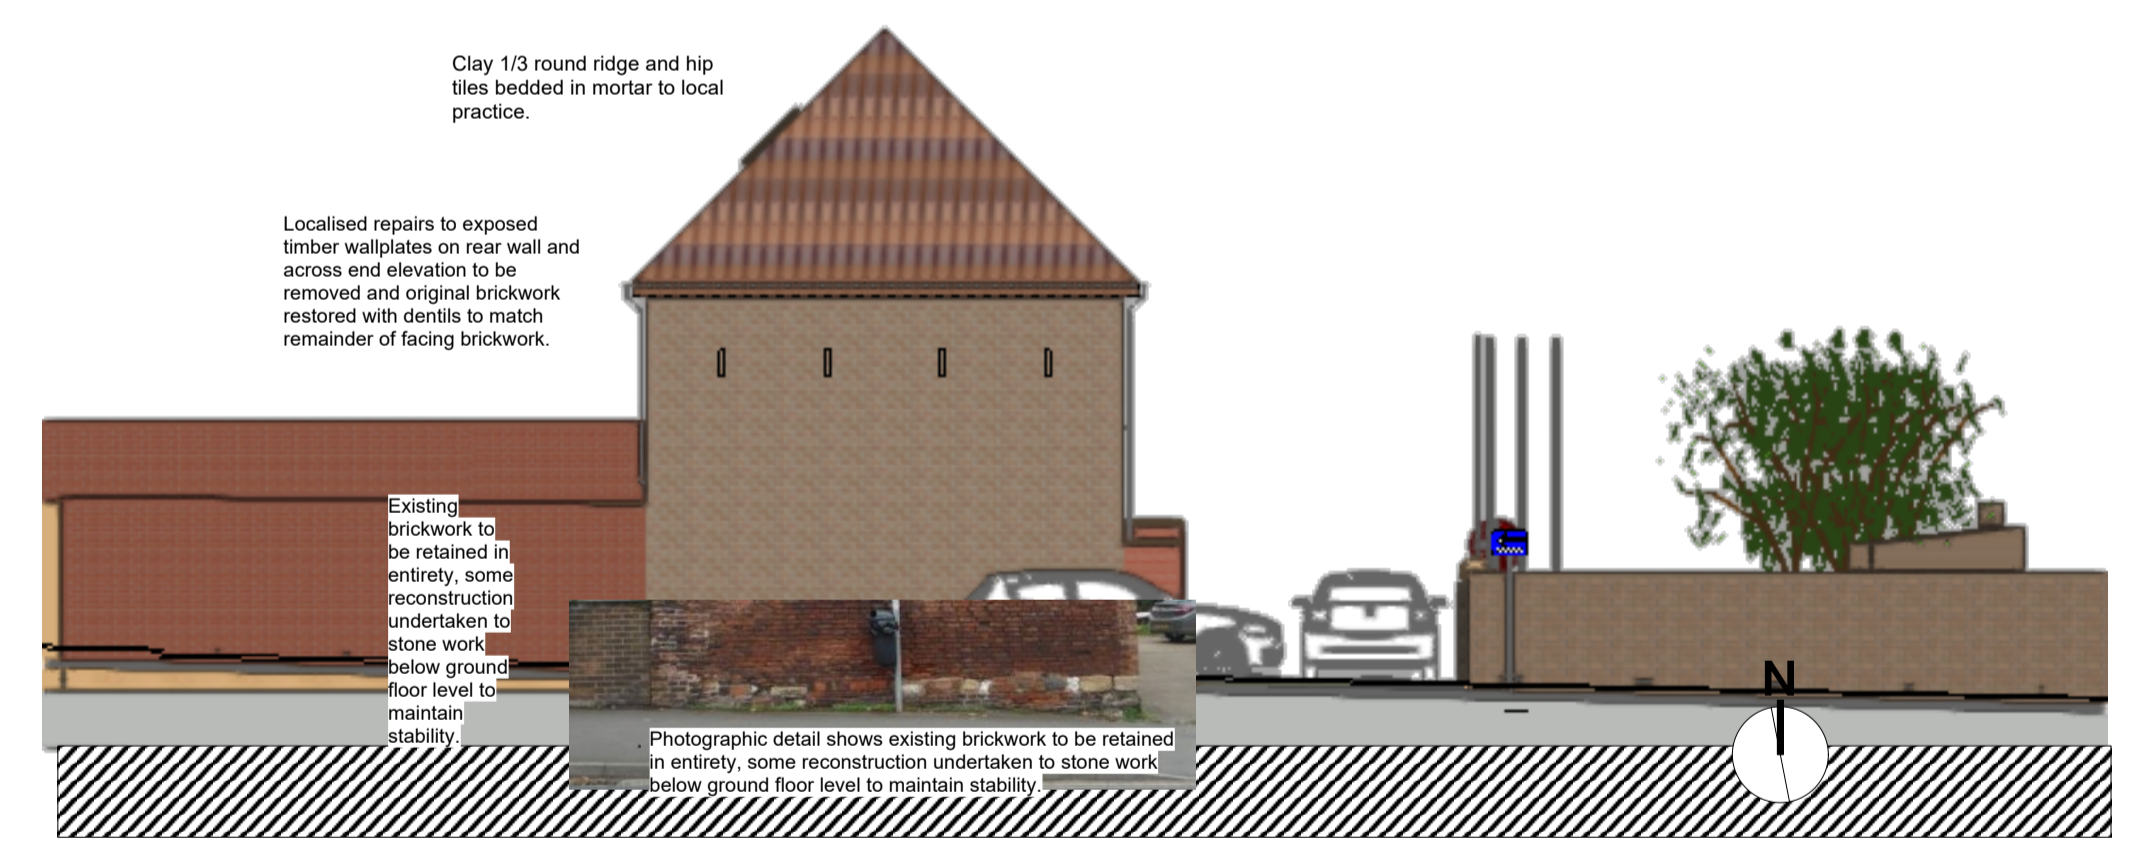 Clay 1/3 round ridge and hip
tiles bedded in mortar to local
practice.
Localised repairs to exposed
timber wallplates on rear wall and
across end elevation to be
removed and original brickwork
restored with dentils to match
remainder of facing brickwork.
Existing
brickwork to
be retained in
entirety, some
reconstruction
undertaken to
stone work
below ground
floor level to
maintain
stability.
Photographic detail shows existing brickwork to be retained
in entirety, some reconstruction undertaken to stone work
below ground floor level to maintain stability.
N